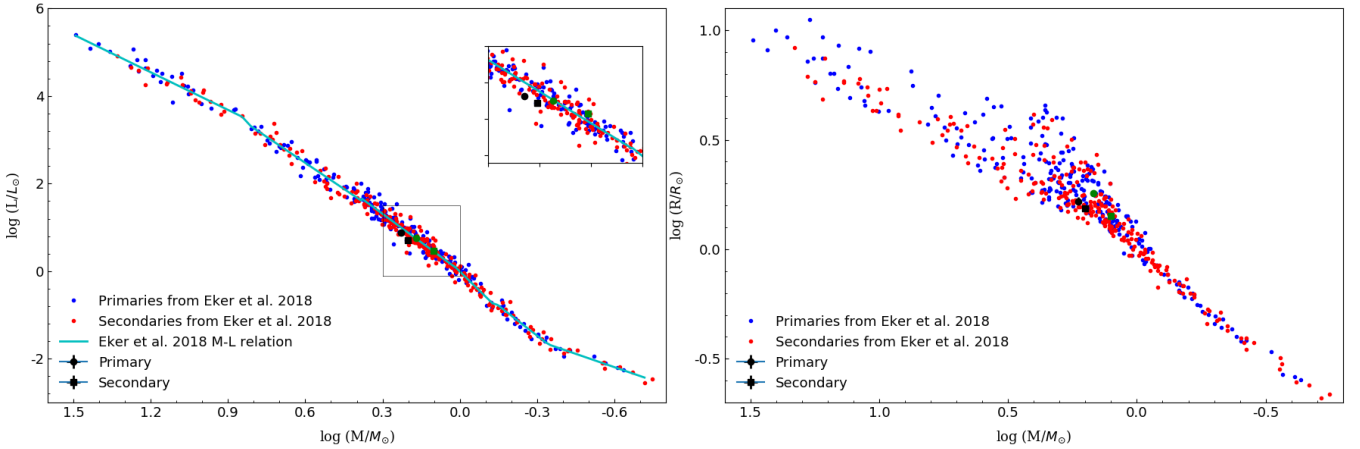 log (L/L⊙)
6
4
2
0
-2
Primaries from Eker et al. 2018
Secondaries from Eker et al. 2018
Eker et al. 2018 M-L relation
Primary
Secondary
1.5 1.2 0.9 0.6 0.3 0.0 -0.3 -0.6
log (M/M⊙)
log (R/R⊙)
1.0
0.5
0.0
-0.5
Primaries from Eker et al. 2018
Secondaries from Eker et al. 2018
Primary
Secondary
1.5 1.0 0.5 0.0 -0.5
log (M/M⊙)